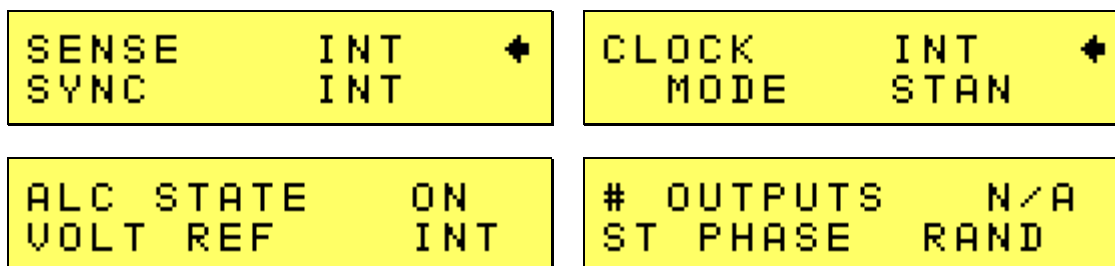 SENSE INT ←
SYNC INT
CLOCK INT ←
MODE STAN
ALC STATE ON
VOLT REF INT
# OUTPUTS N/A
ST PHASE RAND